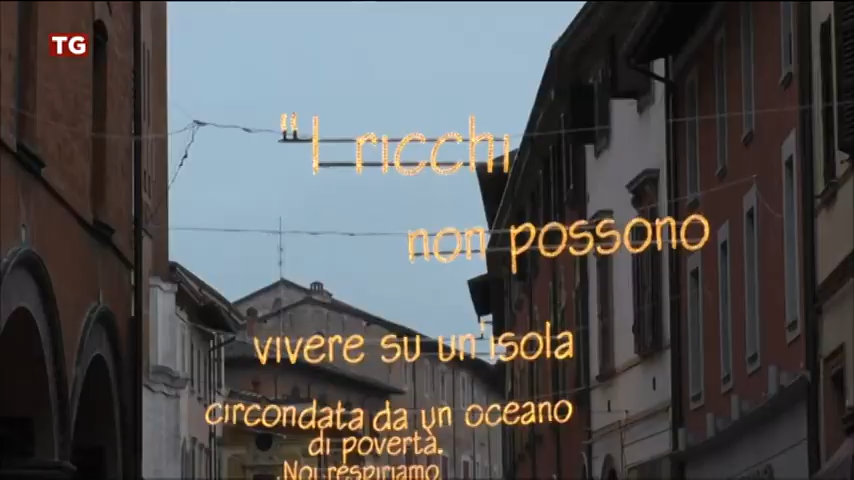 TG
"I ricchi
non possono
vivere su un'isola
circondata da un oceano
di povertà.
Noi respiriamo